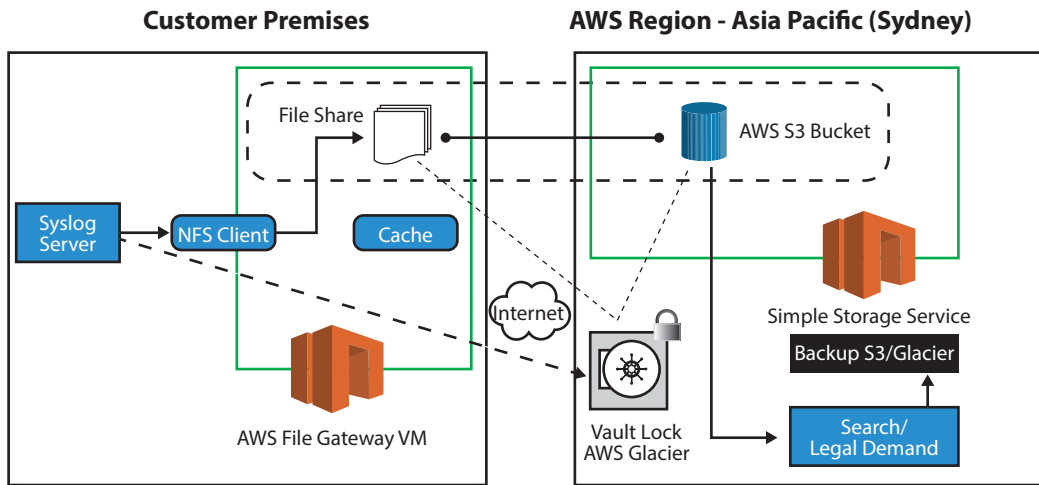 Customer Premises
AWS Region - Asia Pacific (Sydney)
File Share
AWS S3 Bucket
Syslog
Server
NFS Client
Cache
Internet
Simple Storage Service
Backup S3/Glacier
AWS File Gateway VM
Vault Lock
AWS Glacier
Search/
Legal Demand